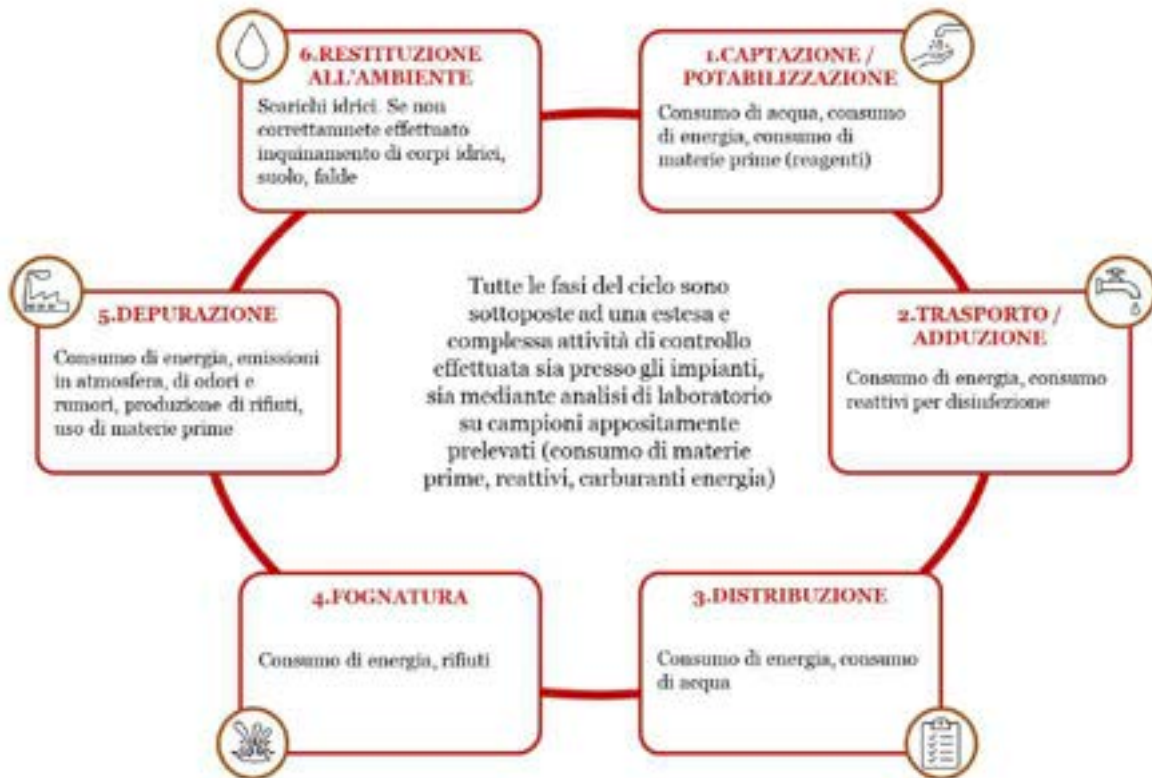 6.RESTITUZIONE
ALL'AMBIENTE
Scarichi idrici. Se non
correttamnete effettuato
inquinamento di corpi idrici,
suolo, falde
1.CAPTAZIONE /
POTABILIZZAZIONE
Consumo di acqua, consumo
di energia, consumo di
materie prime (reagenti)
5.DEPURAZIONE
Consumo di energia, emissioni
in atmosfera, di odori e
rumori, produzione di rifiuti,
uso di materie prime
Tutte le fasi del ciclo sono
sottoposte ad una estesa e
complessa attività di controllo
effettuata sia presso gli impianti,
sia mediante analisi di laboratorio
su campioni appositamente
prelevati (consumo di materie
prime, reattivi, carburanti energia)
2.TRASPORTO /
ADDUZIONE
Consumo di energia, consumo
reattivi per disinfezione
4.FOGNATURA
Consumo di energia, rifiuti
3.DISTRIBUZIONE
Consumo di energia, consumo
di acqua